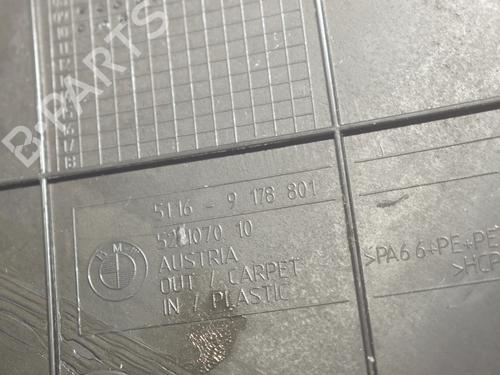 B-PARTS
5116 - 9 178 801
BMW
AUSTRIA
OUT / CARPET
IN / PLASTIC
>PA66+PE+PE
>HCP